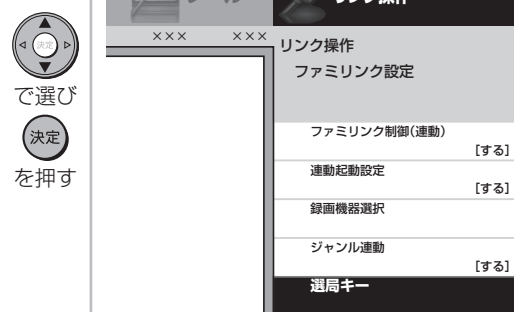 決定
で選び
決定
を押す
××× ×××
リンク操作
ファミリンク設定
ファミリンク制御(連動)
[する]
連動起動設定
[する]
録画機器選択
ジャンル連動
[する]
選局キー